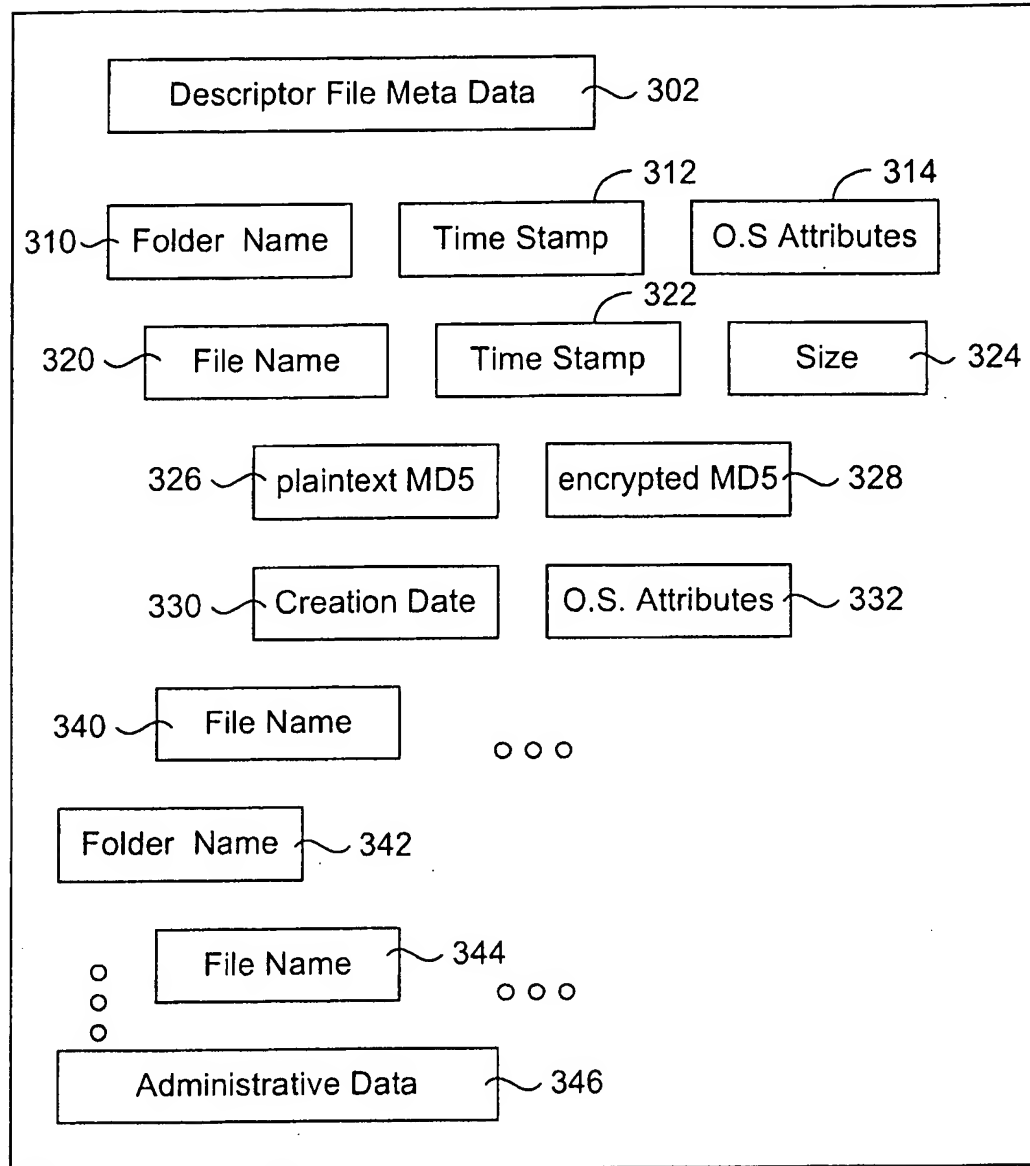 Descriptor File Meta Data 302
312 314
310 Folder Name Time Stamp O.S Attributes
322
320 File Name Time Stamp Size 324
326 plaintext MD5 encrypted MD5 328
330 Creation Date O.S. Attributes 332
340 File Name
Folder Name 342
File Name 344
Administrative Data 346